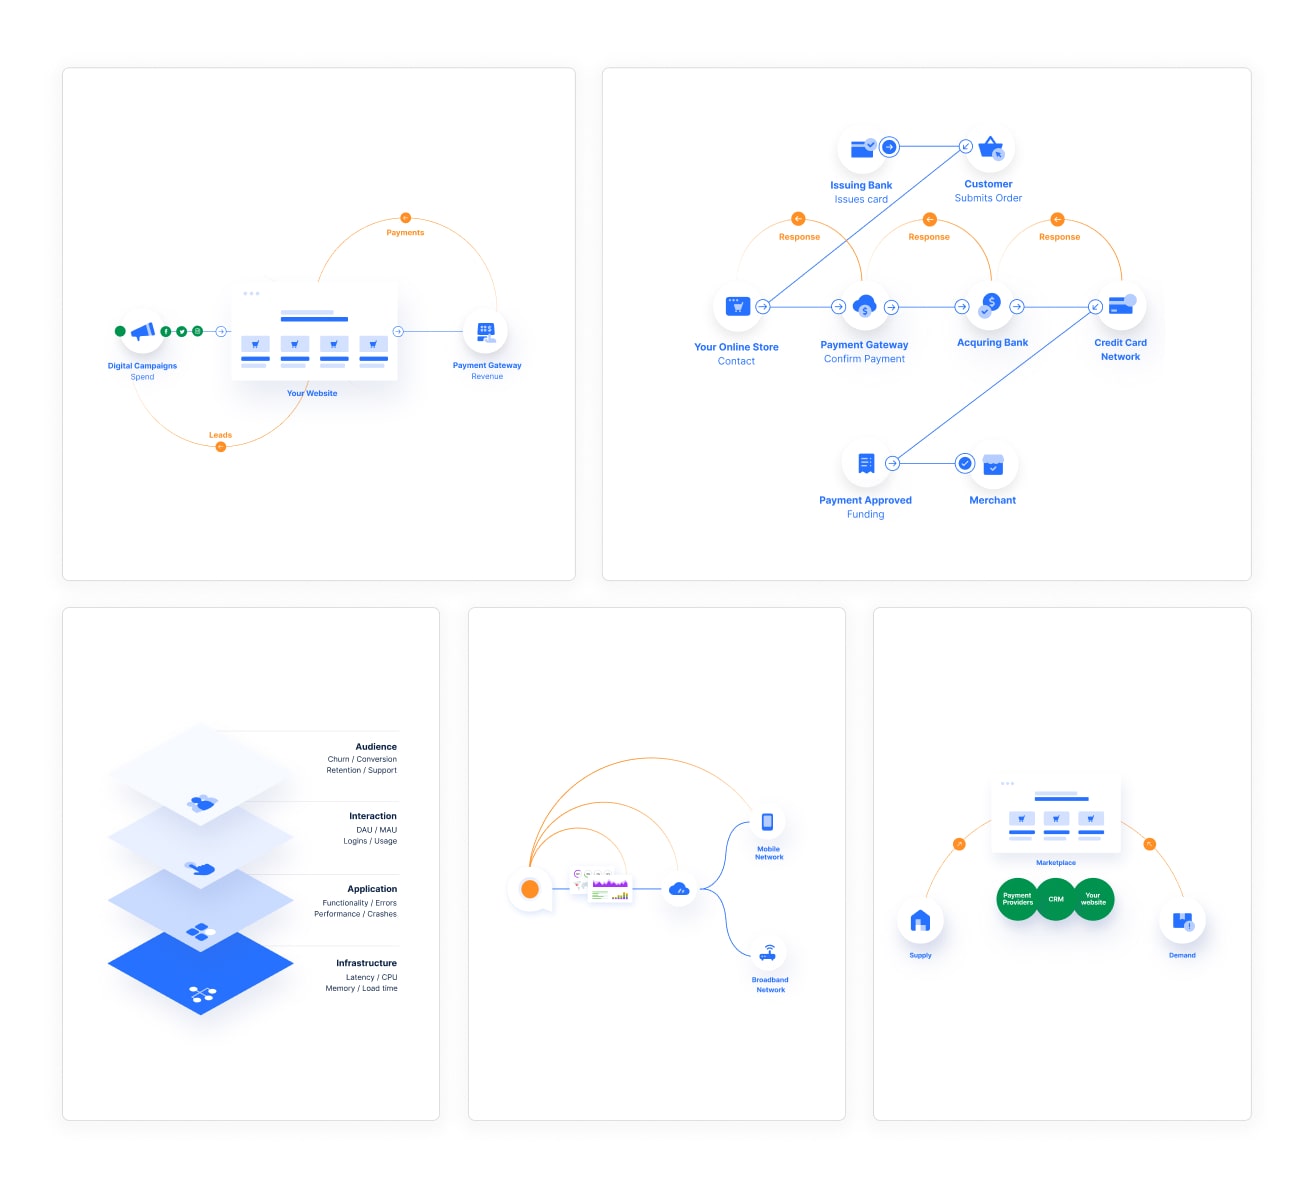 Payments
Digital Campaigns
Spend
Payment Gateway
Revenue
Your Website
Leads
Issuing Bank
Issues card
Customer
Submits Order
Response
Response
Response
Your Online Store
Contact
Payment Gateway
Confirm Payment
Acquring Bank
Credit Card
Network
Payment Approved
Funding
Merchant
Audience
Churn / Conversion
Retention / Support
Interaction
DAU / MAU
Logins / Usage
Application
Functionality / Errors
Performance / Crashes
Infrastructure
Latency / CPU
Memory / Load time
Mobile
Network
Broadband
Network
Marketplace
Payment
Providers
CRM
Your
website
Supply
Demand